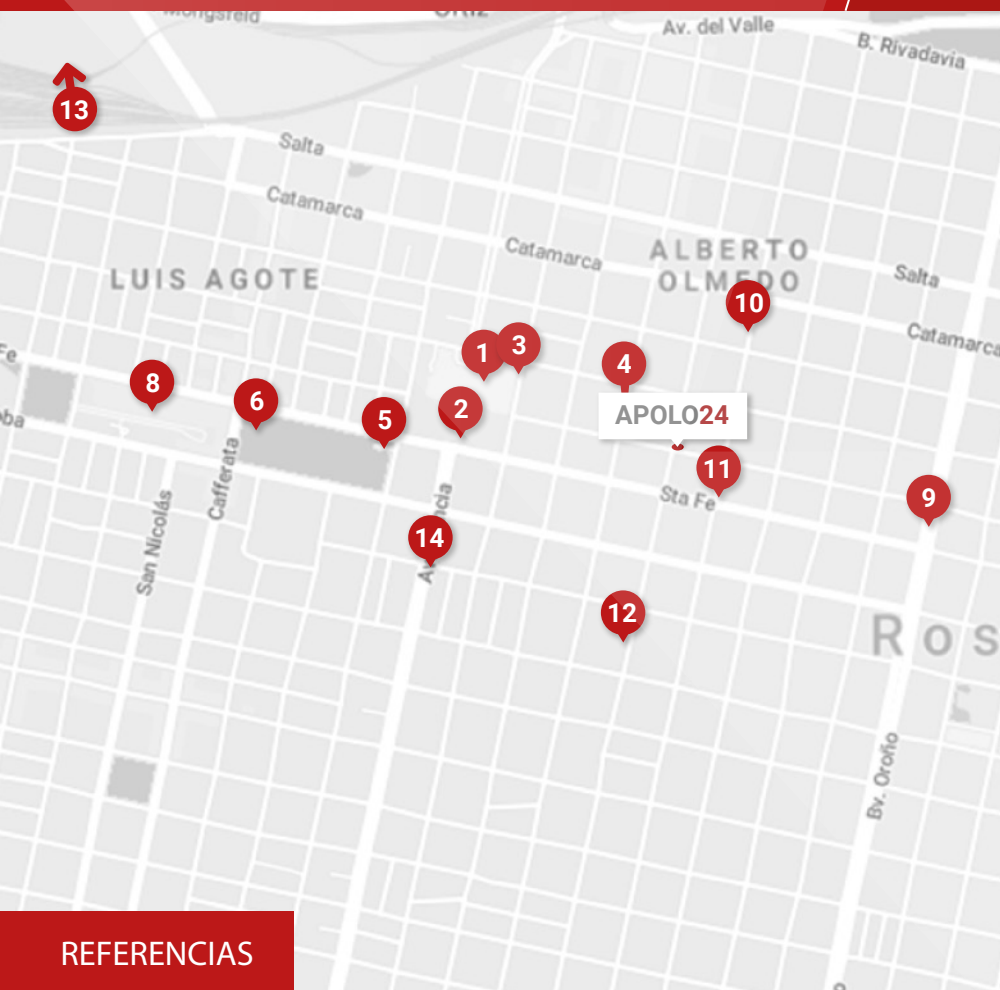 Av. del Valle
B. Rivadavia
13
Salta
Catamarca
Catamarca
ALBERTO
OLMEDO
LUIS AGOTE
Salta
10
Catamarca
1
3
Fe
4
8
6
2
5
APOLO24
11
Sta Fe
9
Cafferata
San Nicolás
14
12
Ros
Bv. Oroño
REFERENCIAS